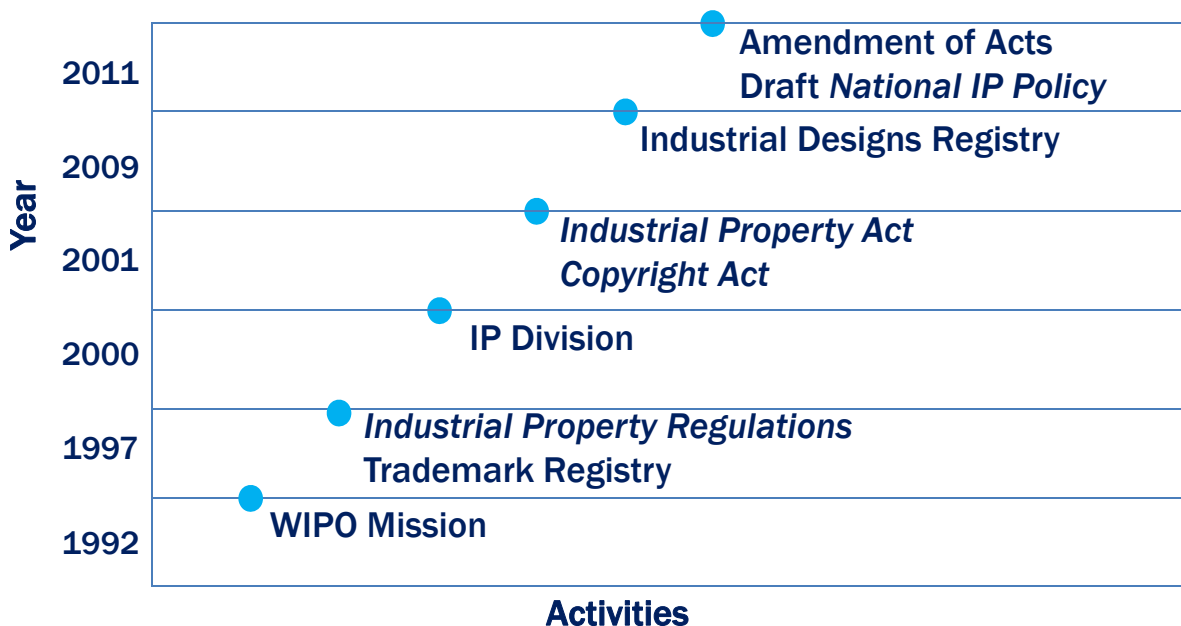 Year
2011
Amendment of Acts
Draft National IP Policy
2009
Industrial Designs Registry
2001
Industrial Property Act
Copyright Act
2000
IP Division
1997
Industrial Property Regulations
Trademark Registry
1992
WIPO Mission
Activities